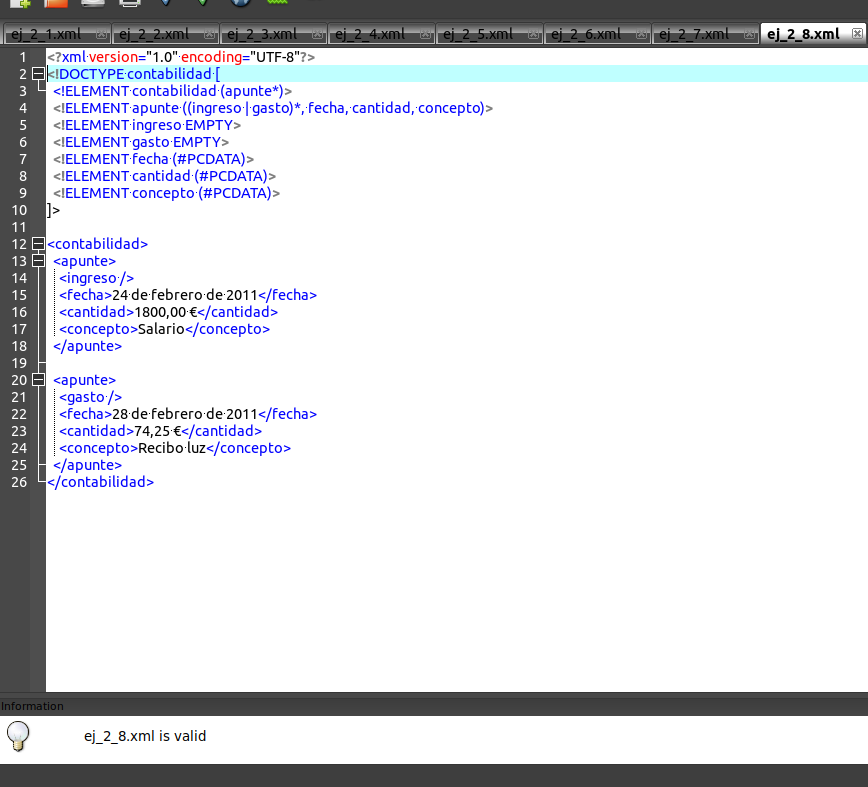 ej_2_1.xml ej_2_2.xml ej_2_3.xml ej_2_4.xml ej_2_5.xml ej_2_6.xml ej_2_7.xml ej_2_8.xml
1 <?xml version="1.0" encoding="UTF-8"?>
2 <!DOCTYPE contabilidad [
3 <!ELEMENT contabilidad (apunte*)>
4 <!ELEMENT apunte ((ingreso | gasto)*, fecha, cantidad, concepto)>
5 <!ELEMENT ingreso EMPTY>
6 <!ELEMENT gasto EMPTY>
7 <!ELEMENT fecha (#PCDATA)>
8 <!ELEMENT cantidad (#PCDATA)>
9 <!ELEMENT concepto (#PCDATA)>
10 ]>
11
12 <contabilidad>
13 <apunte>
14 <ingreso />
15 <fecha>24 de febrero de 2011</fecha>
16 <cantidad>1800,00 €</cantidad>
17 <concepto>Salario</concepto>
18 </apunte>
19
20 <apunte>
21 <gasto />
22 <fecha>28 de febrero de 2011</fecha>
23 <cantidad>74,25 €</cantidad>
24 <concepto>Recibo luz</concepto>
25 </apunte>
26 </contabilidad>
Information
ej_2_8.xml is valid